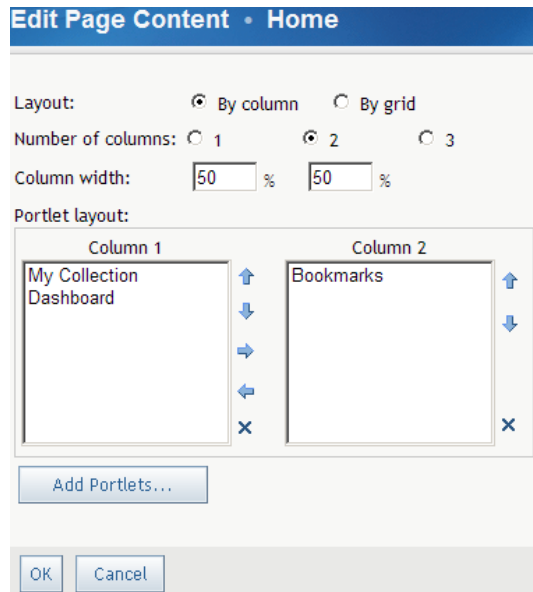 Edit Page Content • Home
Layout: By column By grid
Number of columns: 1 2 3
Column width: 50 % 50 %
Portlet layout:
Column 1 Column 2
My Collection Bookmarks
Dashboard
Add Portlets...
OK Cancel